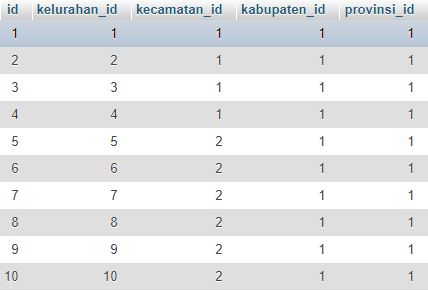 id kelurahan_id kecamatan_id kabupaten_id provinsi_id
1 1 1 1 1
2 2 1 1 1
3 3 1 1 1
4 4 1 1 1
5 5 2 1 1
6 6 2 1 1
7 7 2 1 1
8 8 2 1 1
9 9 2 1 1
10 10 2 1 1